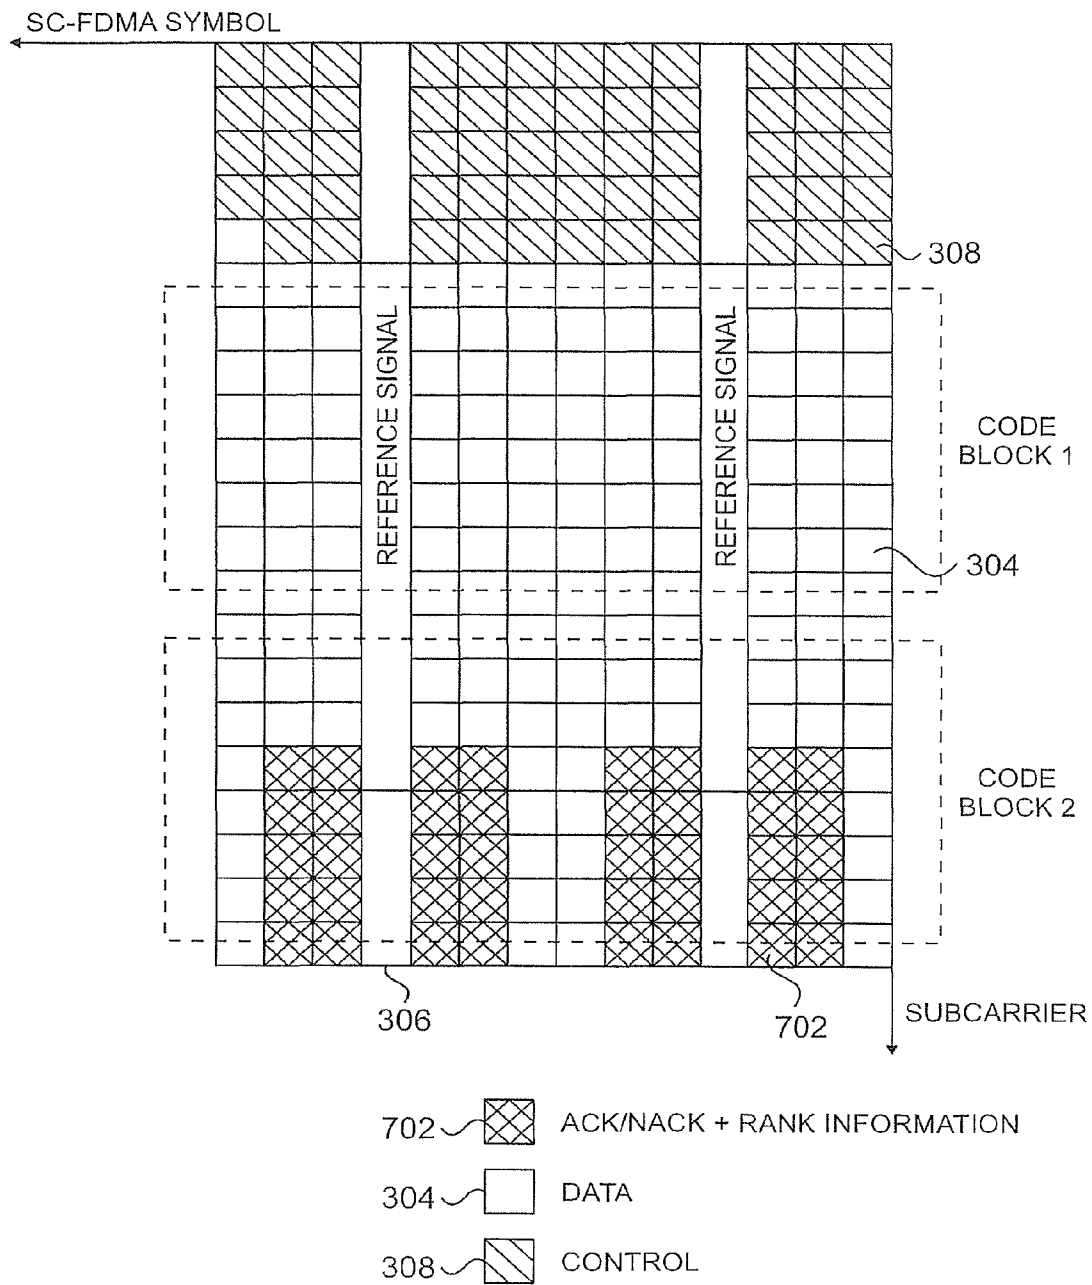 SC-FDMA SYMBOL
308
REFERENCE SIGNAL
REFERENCE SIGNAL
CODE
BLOCK 1
304
CODE
BLOCK 2
306
702
SUBCARRIER
702 ACK/NACK + RANK INFORMATION
304 DATA
308 CONTROL